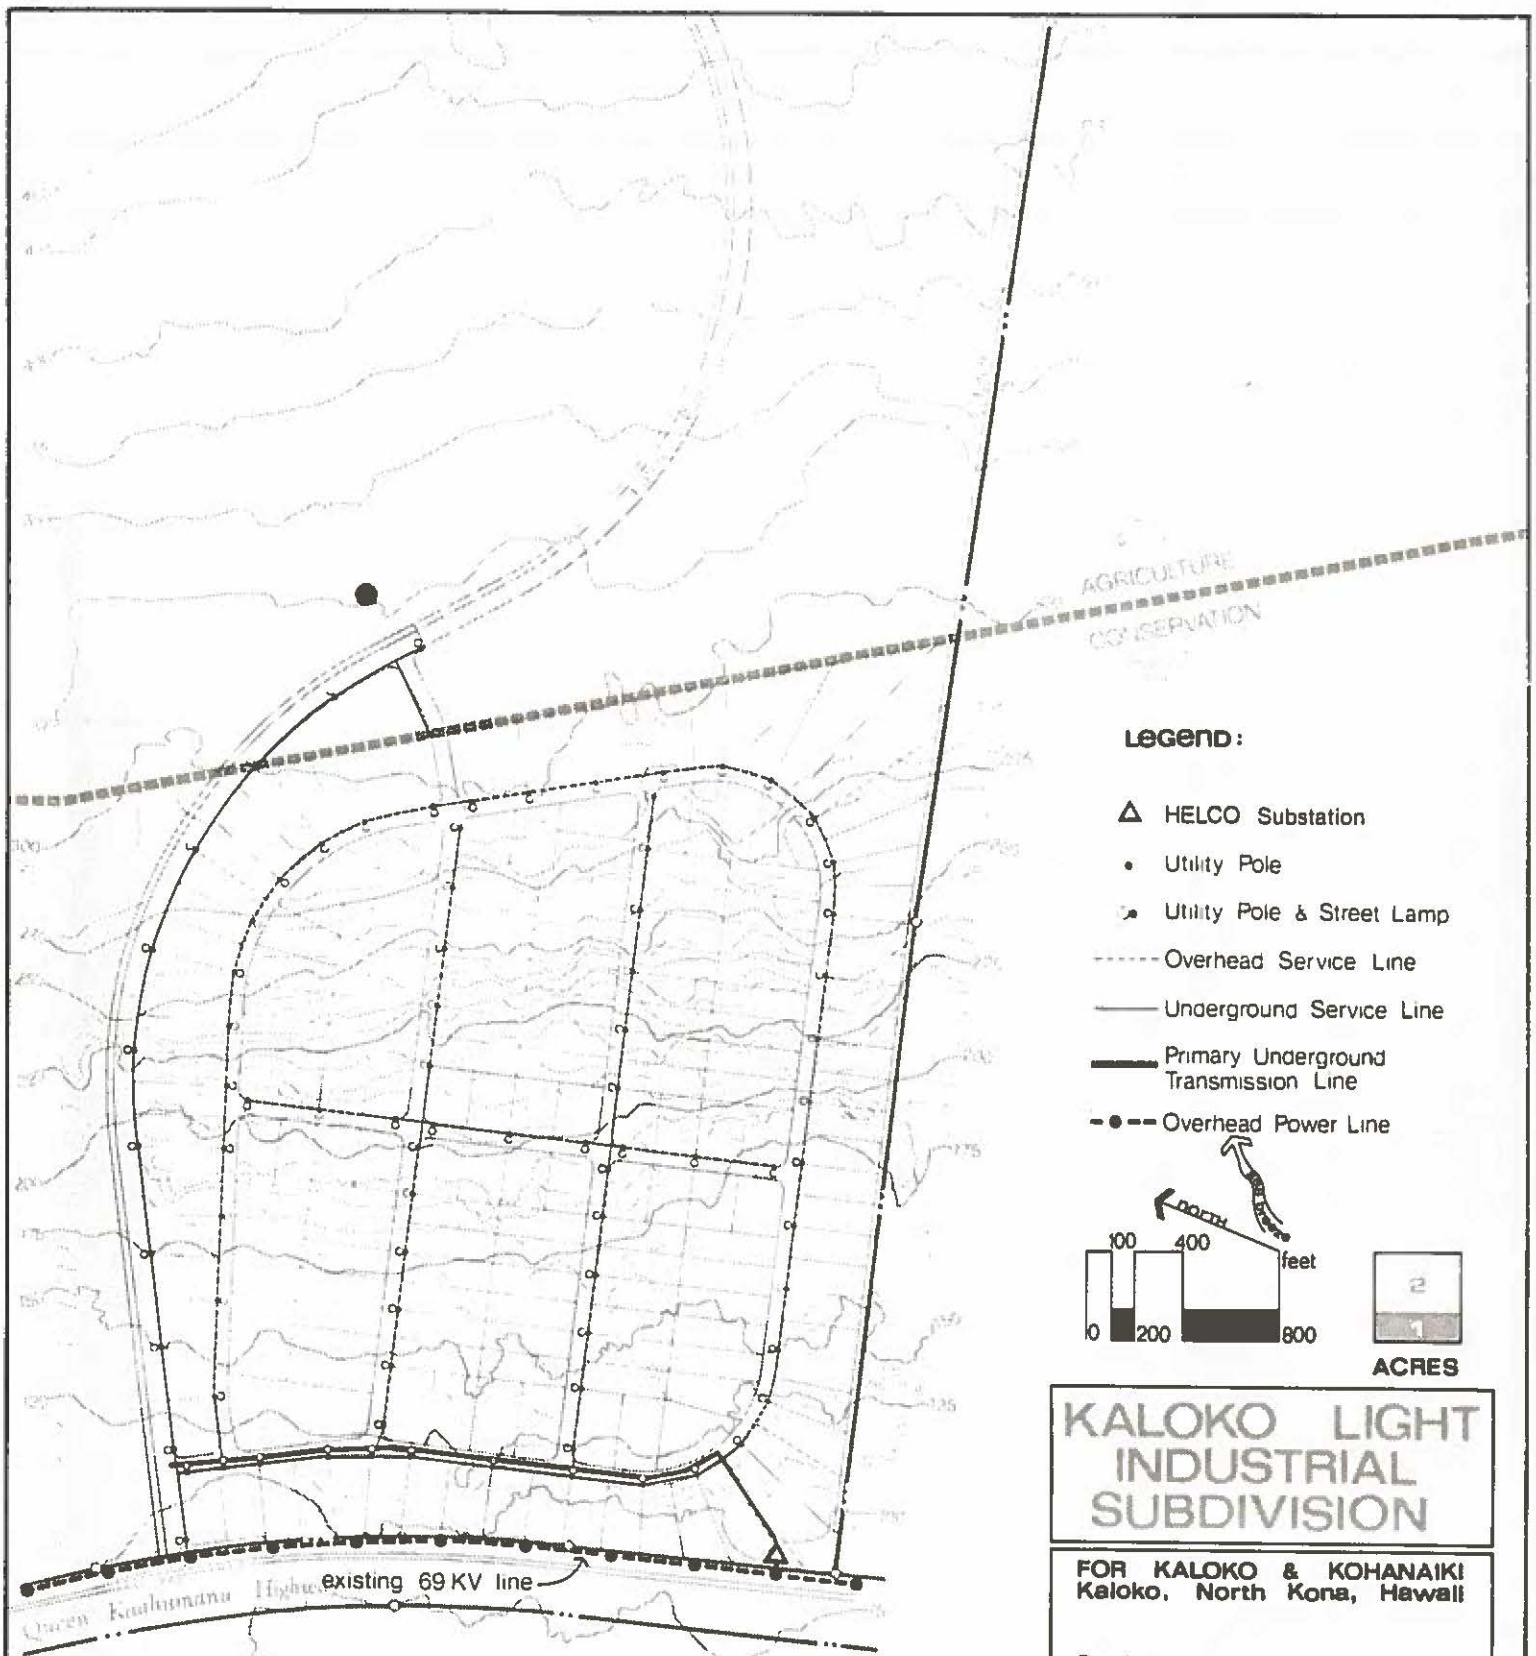 AGRICULTURE
CONSERVATION
LEGEND:
HELCO Substation
Utility Pole
Utility Pole & Street Lamp
Overhead Service Line
Underground Service Line
Primary Underground
Transmission Line
Overhead Power Line
NORTH
100 400
feet
0 200 800
2
1
ACRES
KALOKO LIGHT
INDUSTRIAL
SUBDIVISION
FOR KALOKO & KOHANAIKI
Kaloko, North Kona, Hawaii
existing 69 KV line
Queen Kaahumanu